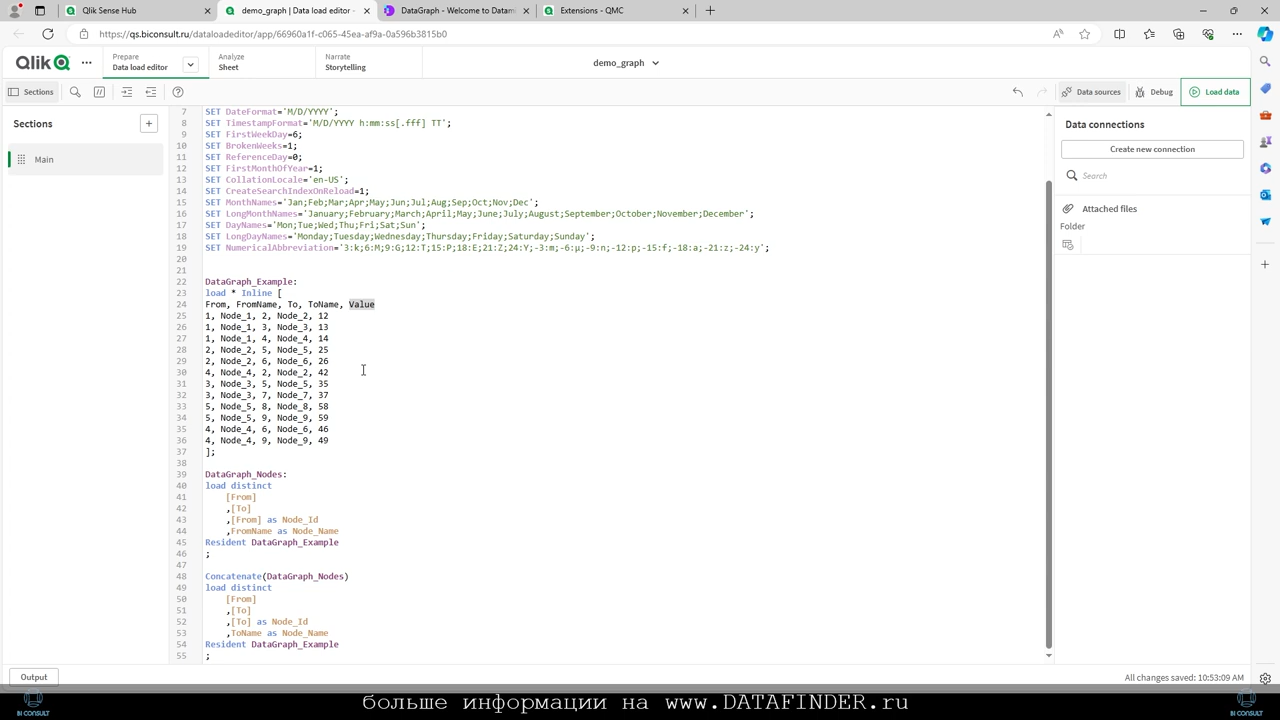 Qlik Sense Hub
demo_graph | Data load editor -
DataGraph - Welcome to Datam
Extensions - QMC
https://qs.biconsult.ru/dataloadeditor/app/66960a1f-c065-45ea-af9a-0a596b3815b0
Qlik
Prepare
Data load editor
Analyze
Sheet
Narrate
Storytelling
demo_graph
Sections
Data sources
Debug
Load data
Sections
Main
7 SET DateFormat='M/D/YYYY';
8 SET TimestampFormat='M/D/YYYY h:mm:ss[.fff] TT';
9 SET FirstWeekDay=6;
10 SET BrokenWeeks=1;
11 SET ReferenceDay=0;
12 SET FirstMonthOfYear=1;
13 SET CollationLocale='en-US';
14 SET CreateSearchIndexOnReload=1;
15 SET MonthNames='Jan;Feb;Mar;Apr;May;Jun;Jul;Aug;Sep;Oct;Nov;Dec';
16 SET LongMonthNames='January;February;March;April;May;June;July;August;September;October;November;December';
17 SET DayNames='Mon;Tue;Wed;Thu;Fri;Sat;Sun';
18 SET LongDayNames='Monday;Tuesday;Wednesday;Thursday;Friday;Saturday;Sunday';
19 SET NumericalAbbreviation='3:k;6:M;9:G;12:T;15:P;18:E;21:Z;24:Y;-3:m;-6:μ;-9:n;-12:p;-15:f;-18:a;-21:z;-24:y';
20
21
22 DataGraph_Example:
23 load * Inline [
24 From, FromName, To, ToName, Value
25 1, Node_1, 2, Node_2, 12
26 1, Node_1, 3, Node_3, 13
27 1, Node_1, 4, Node_4, 14
28 2, Node_2, 5, Node_5, 25
29 2, Node_2, 6, Node_6, 26
30 4, Node_4, 2, Node_2, 42
31 3, Node_3, 5, Node_5, 35
32 3, Node_3, 7, Node_7, 37
33 5, Node_5, 8, Node_8, 58
34 5, Node_5, 9, Node_9, 59
35 4, Node_4, 6, Node_6, 46
36 4, Node_4, 9, Node_9, 49
37 ];
38
39 DataGraph_Nodes:
40 load distinct
41 [From]
42 ,[To]
43 ,[From] as Node_Id
44 ,FromName as Node_Name
45 Resident DataGraph_Example
46 ;
47
48 Concatenate(DataGraph_Nodes)
49 load distinct
50 [From]
51 ,[To]
52 ,[To] as Node_Id
53 ,ToName as Node_Name
54 Resident DataGraph_Example
55 ;
Data connections
Create new connection
Search
Attached files
Folder
Output
All changes saved: 10:53:09 AM
BI CONSULT
больше информации на www.DATAFINDER.ru
BI CONSULT